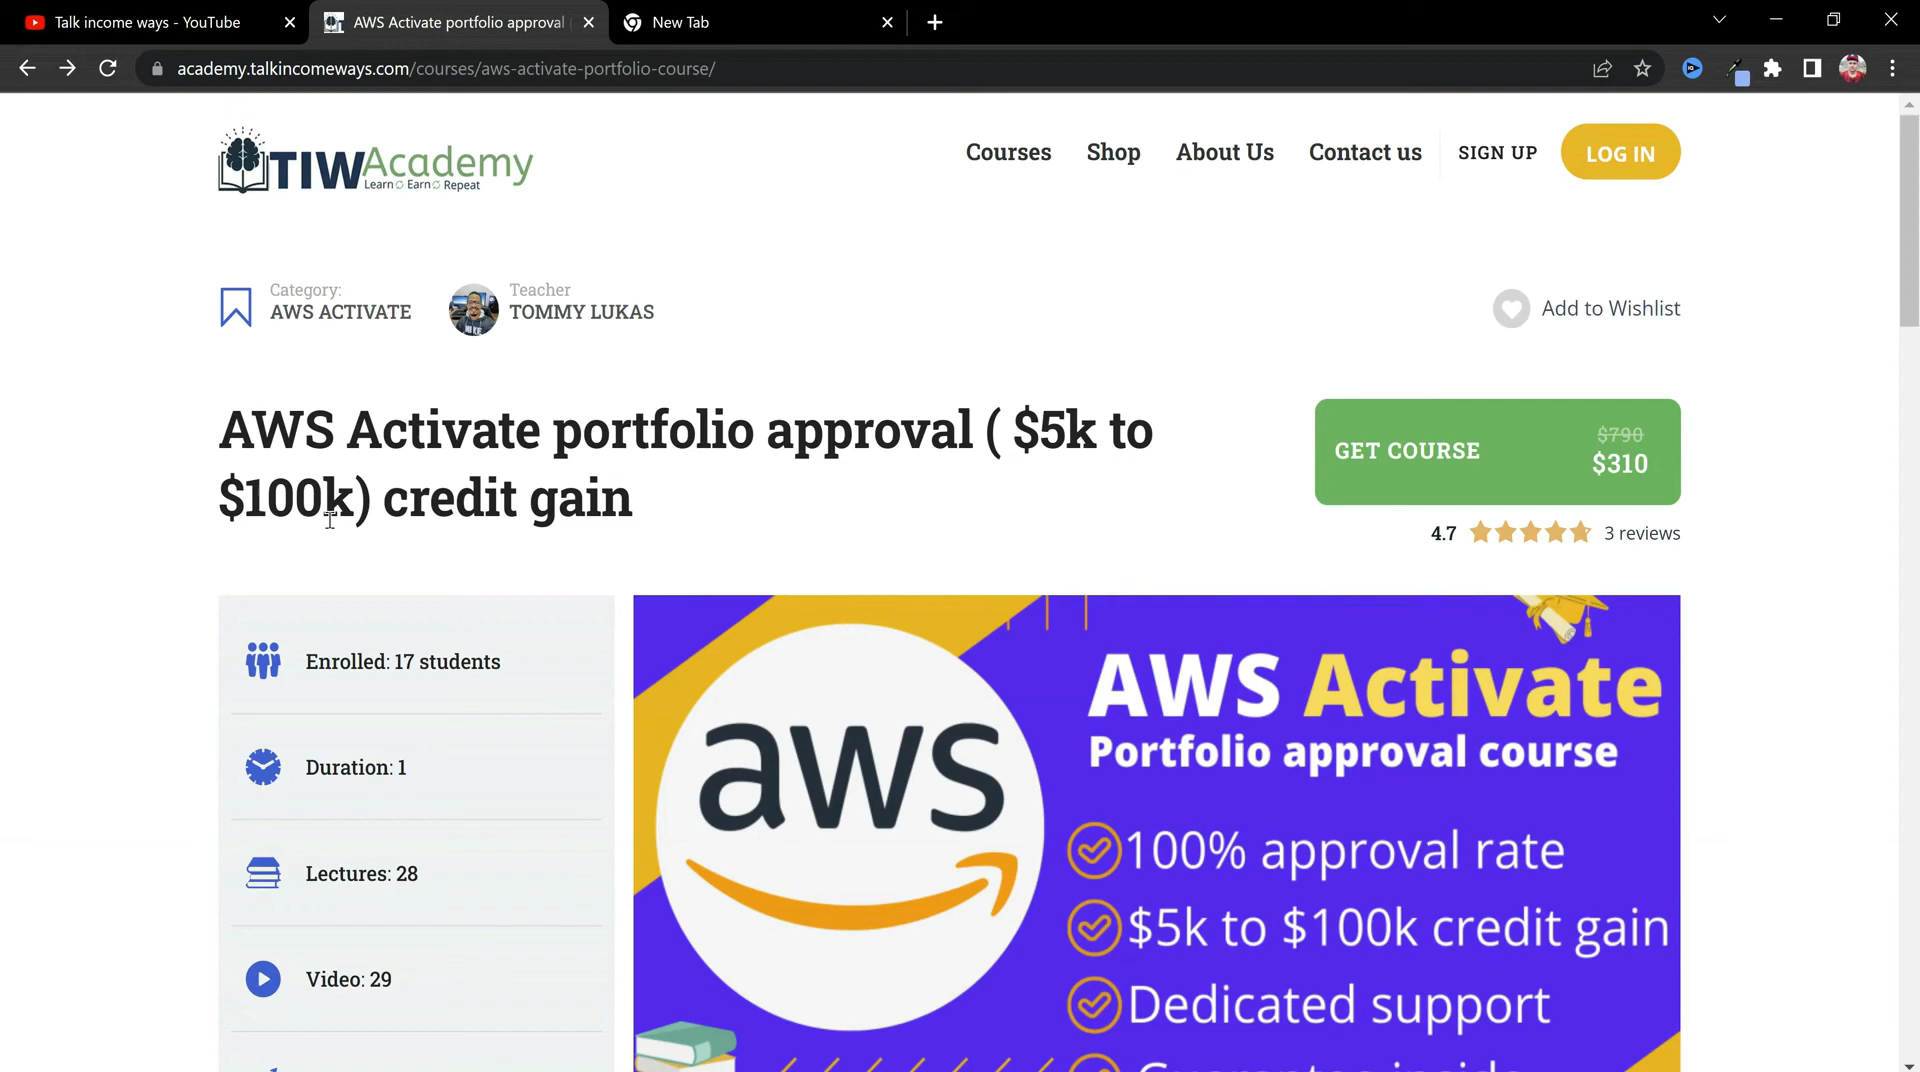 Talk income ways - YouTube
AWS Activate portfolio approval (
New Tab
academy.talkincomeways.com/courses/aws-activate-portfolio-course/
TIWAcademy
Learn Earn Repeat
Courses
Shop
About Us
Contact us
SIGN UP
LOG IN
Category:
AWS ACTIVATE
Teacher
TOMMY LUKAS
Add to Wishlist
AWS Activate portfolio approval ( $5k to
$100k) credit gain
GET COURSE
$790
$310
4.7
3 reviews
Enrolled: 17 students
Duration: 1
Lectures: 28
Video: 29
aws
AWS Activate
Portfolio approval course
100% approval rate
$5k to $100k credit gain
Dedicated support